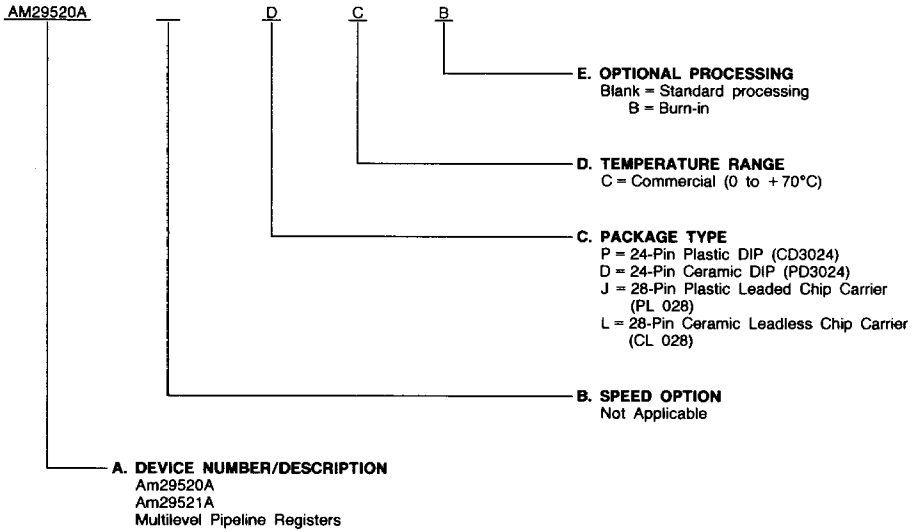 AM29520A D C B
E. OPTIONAL PROCESSING
Blank = Standard processing
B = Burn-in
D. TEMPERATURE RANGE
C = Commercial (0 to +70°C)
C. PACKAGE TYPE
P = 24-Pin Plastic DIP (CD3024)
D = 24-Pin Ceramic DIP (PD3024)
J = 28-Pin Plastic Leaded Chip Carrier
(PL 028)
L = 28-Pin Ceramic Leadless Chip Carrier
(CL 028)
B. SPEED OPTION
Not Applicable
A. DEVICE NUMBER/DESCRIPTION
Am29520A
Am29521A
Multilevel Pipeline Registers